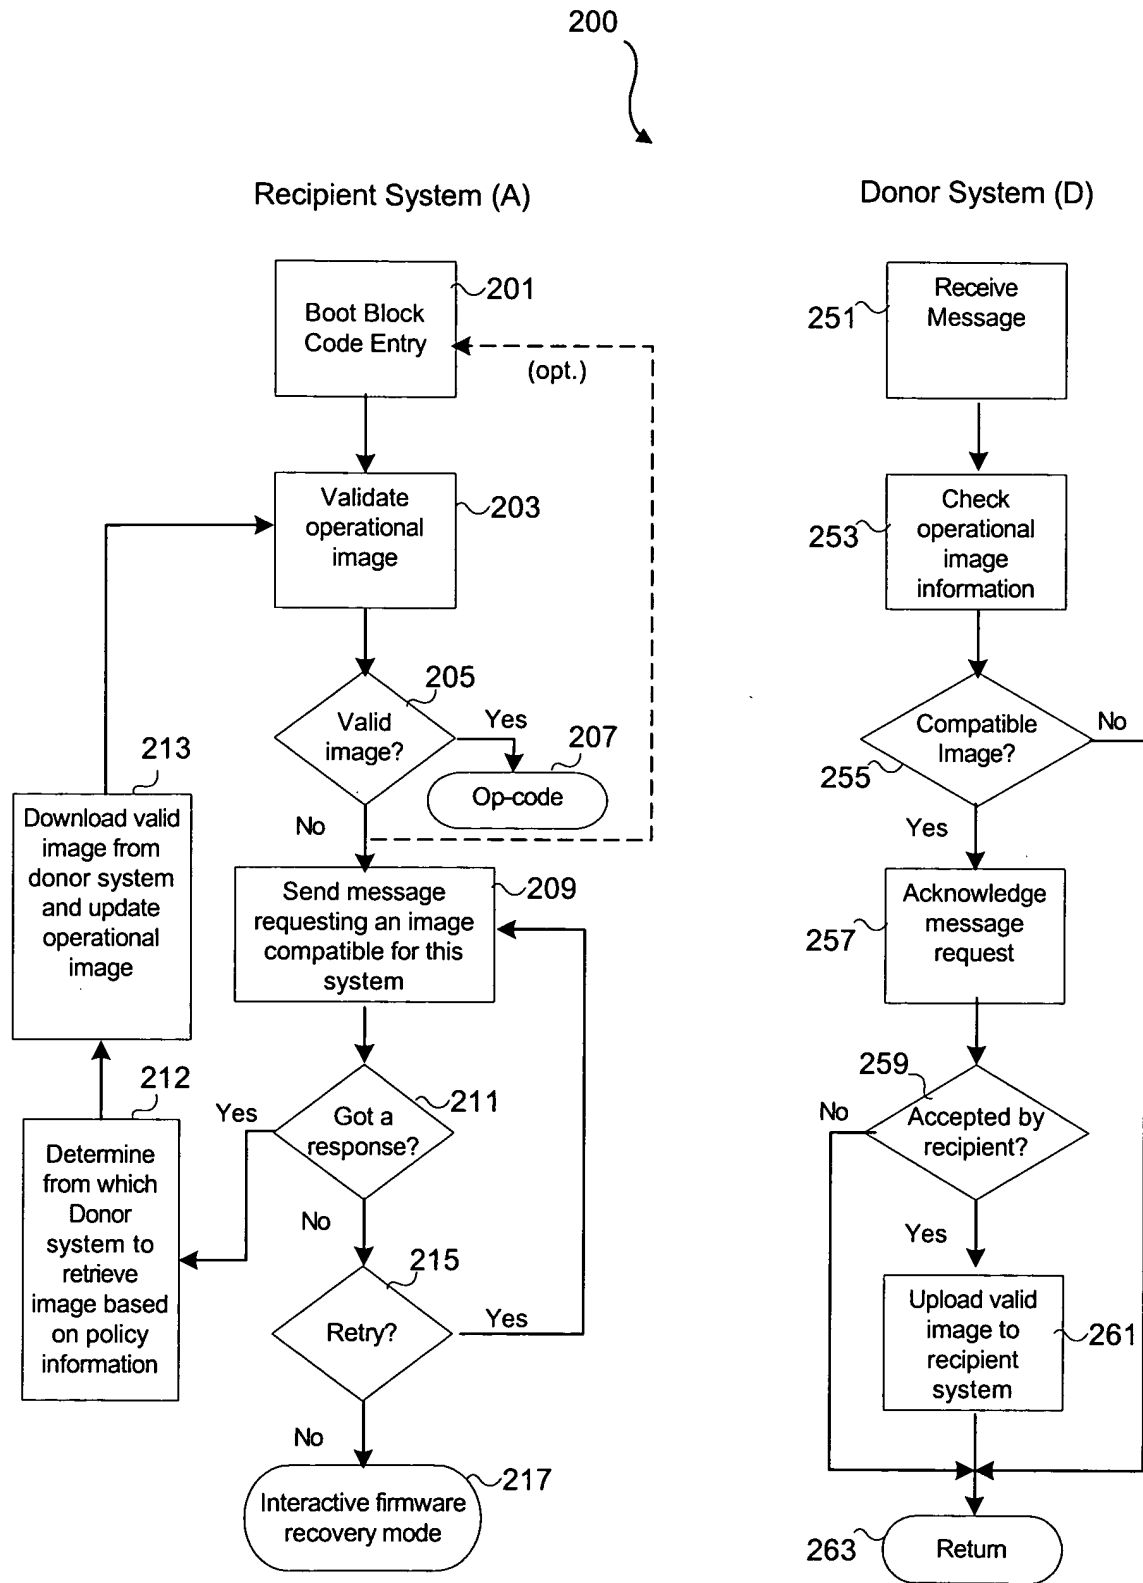 200
Recipient System (A)
Donor System (D)
201
Boot Block
Code Entry
(opt.)
203
Validate
operational
image
205
Valid
image?
Yes
207
Op-code
No
213
Download valid
image from
donor system
and update
operational
image
209
Send message
requesting an image
compatible for this
system
212
Determine
from which
Donor
system to
retrieve
image based
on policy
information
Yes
211
Got a
response?
No
215
Retry?
Yes
No
217
Interactive firmware
recovery mode
251
Receive
Message
253
Check
operational
image
information
Compatible
Image?
No
255
Yes
257
Acknowledge
message
request
259
No
Accepted by
recipient?
Yes
Upload valid
image to
recipient
system
261
263
Return